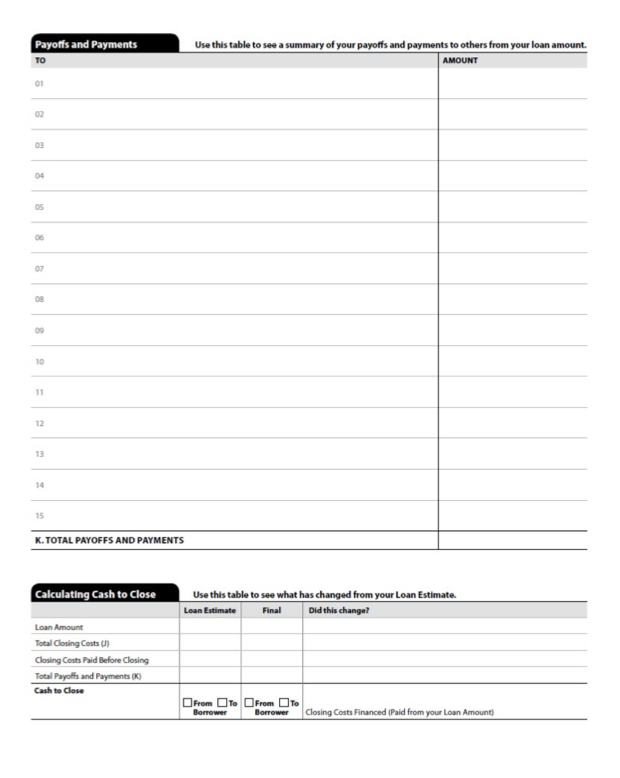 Payoffs and Payments Use this table to see a summary of your payoffs and payments to others from your loan amount.
TO AMOUNT
01
02
03
04
05
06
07
08
09
10
11
12
13
14
15
K. TOTAL PAYOFFS AND PAYMENTS
Calculating Cash to Close Use this table to see what has changed from your Loan Estimate.
Loan Estimate Final Did this change?
Loan Amount
Total Closing Costs (J)
Closing Costs Paid Before Closing
Total Payoffs and Payments (K)
Cash to Close
From To From To
Borrower Borrower Closing Costs Financed (Paid from your Loan Amount)